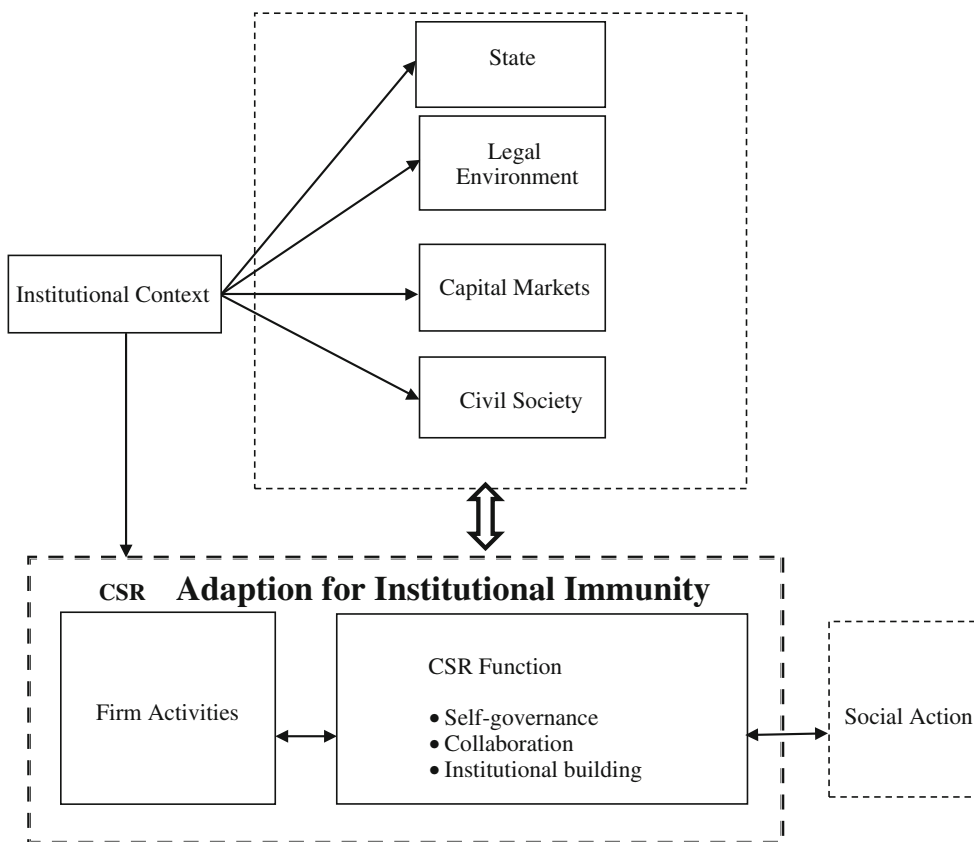 State
Legal
Environment
Institutional Context
Capital Markets
Civil Society
CSR Adaption for Institutional Immunity
Firm Activities
CSR Function
• Self-governance
• Collaboration
• Institutional building
Social Action